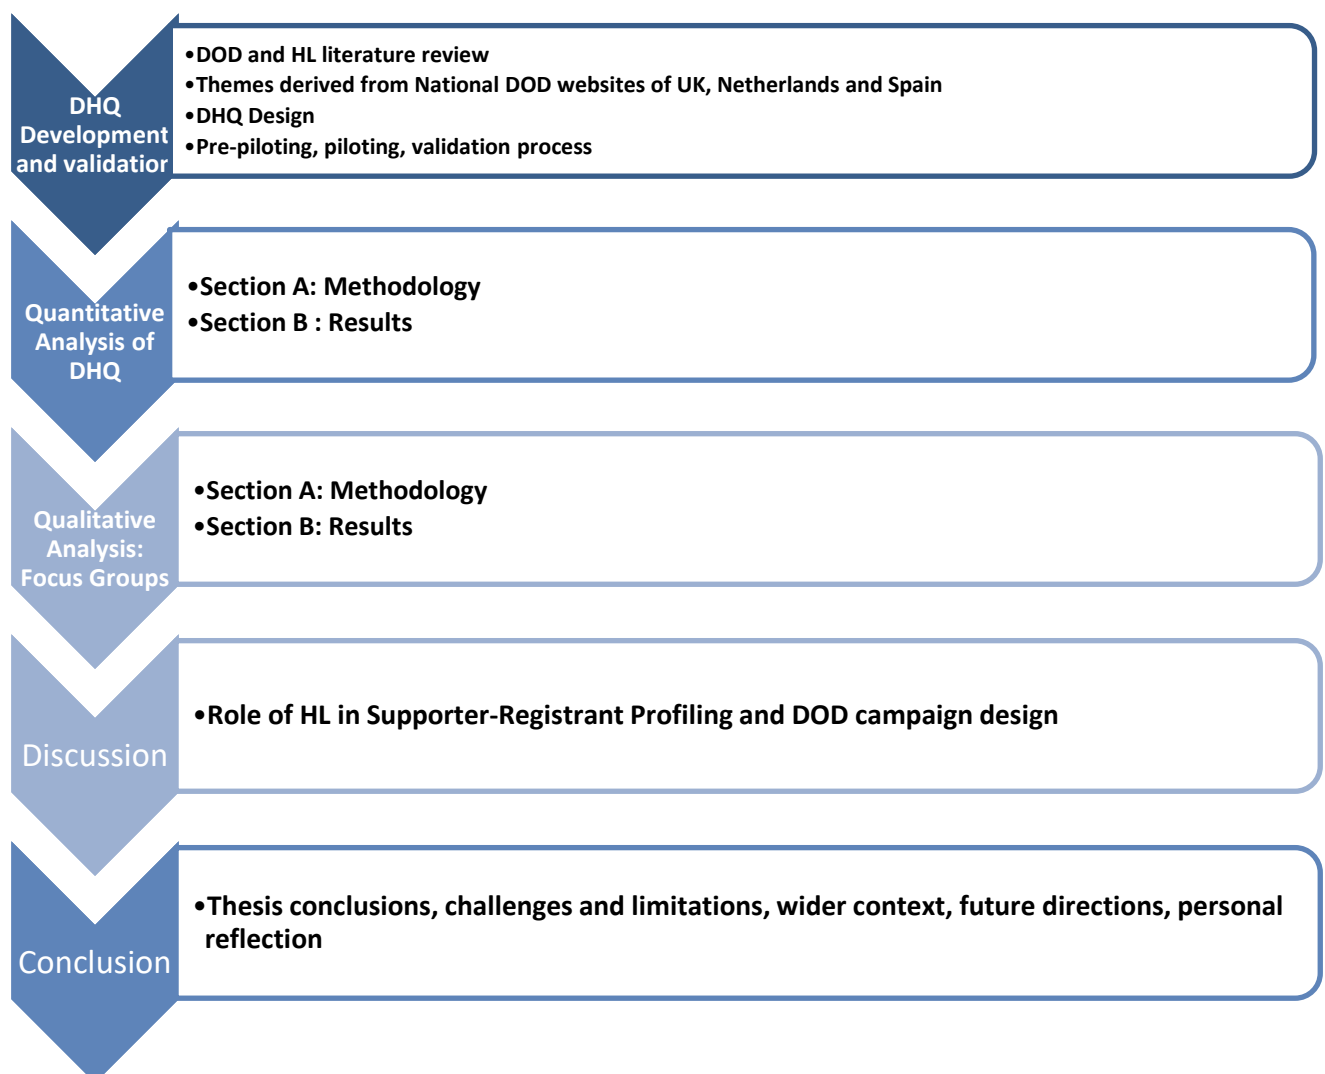 DHQ
Development
and validation
•DOD and HL literature review
•Themes derived from National DOD websites of UK, Netherlands and Spain
•DHQ Design
•Pre-piloting, piloting, validation process
Quantitative
Analysis of
DHQ
•Section A: Methodology
•Section B : Results
Qualitative
Analysis:
Focus Groups
•Section A: Methodology
•Section B: Results
Discussion
•Role of HL in Supporter-Registrant Profiling and DOD campaign design
Conclusion
•Thesis conclusions, challenges and limitations, wider context, future directions, personal
reflection